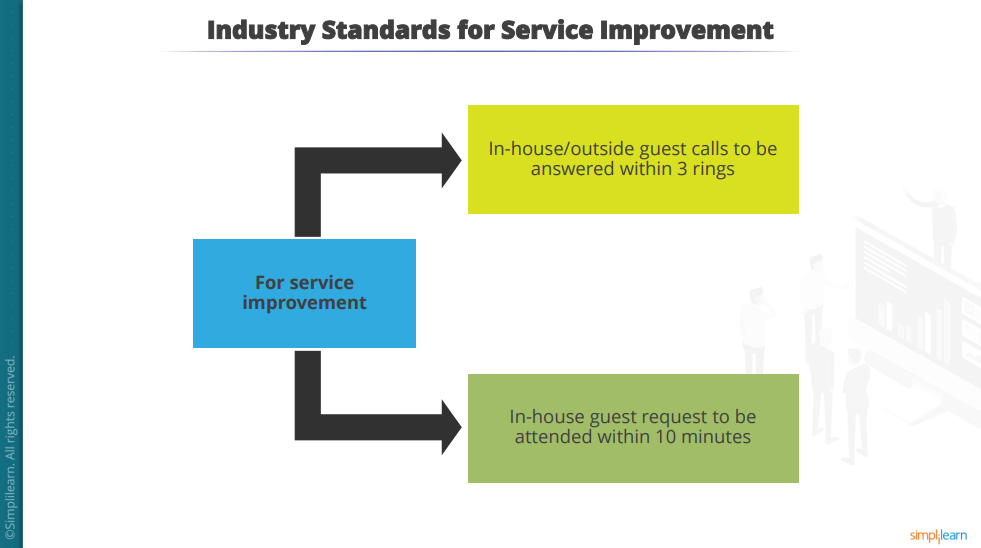 Industry Standards for Service Improvement
In-house/outside guest calls to be
answered within 3 rings
For service
improvement
In-house guest request to be
attended within 10 minutes
©Simplilearn. All rights reserved.
simplilearn